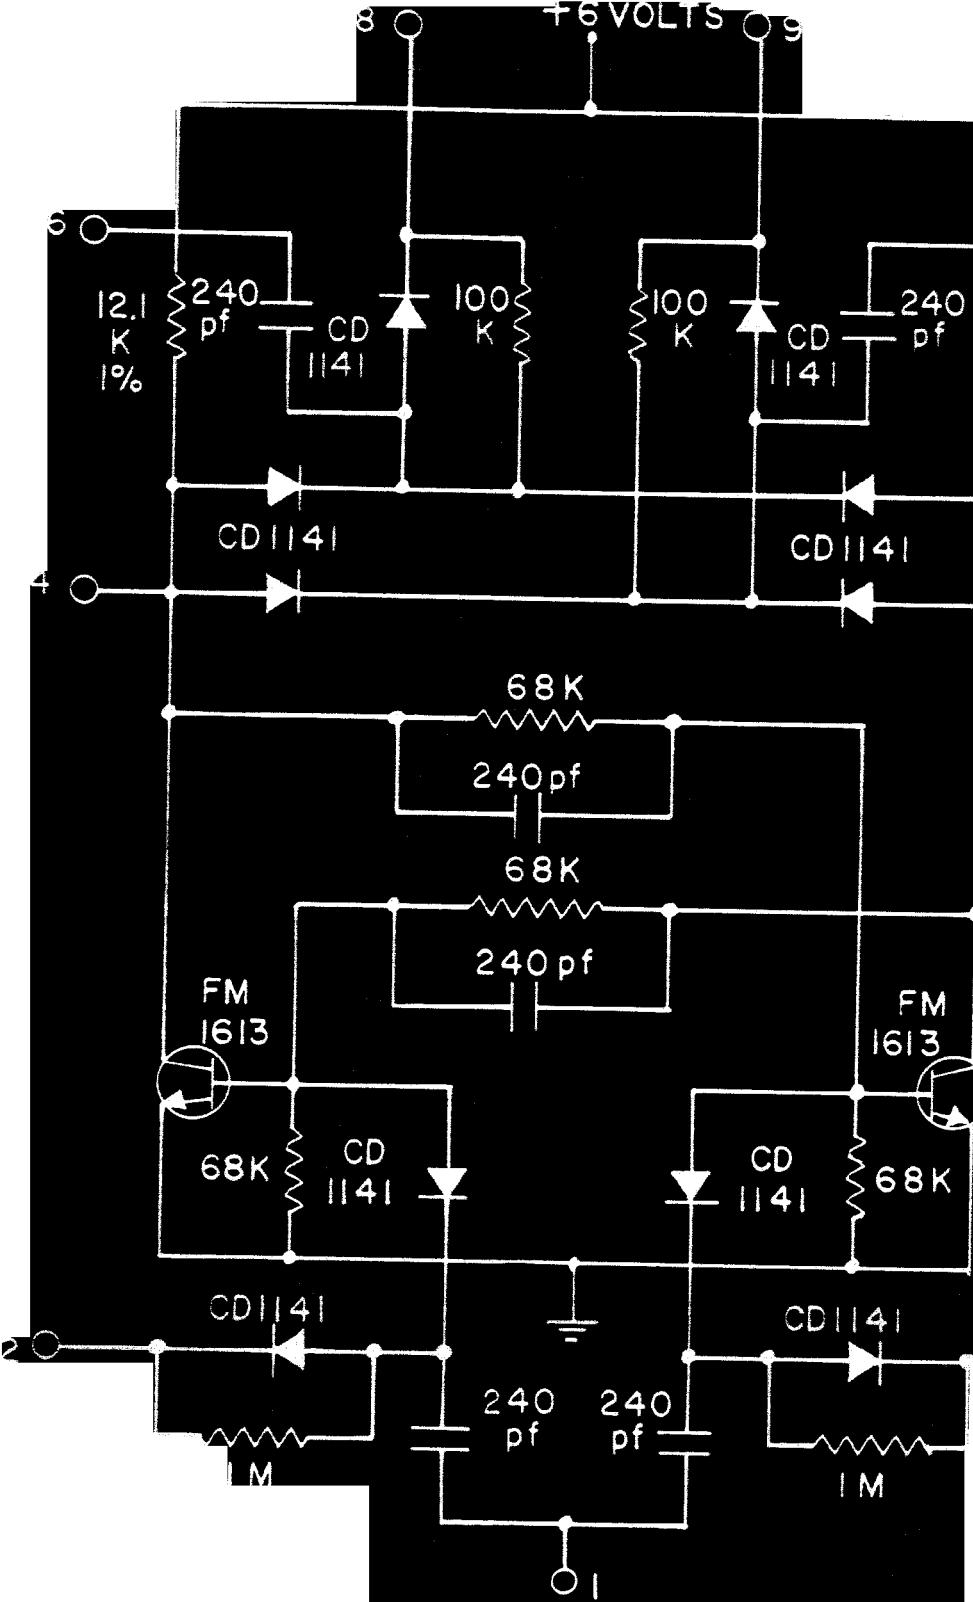 8
+6 VOLTS
9
6
12.1
K
1%
240
pf
CD
1141
100
K
100
K
CD
1141
240
pf
CD1141
CD1141
4
68K
240pf
68K
240pf
FM
1613
FM
1613
68K
CD
1141
CD
1141
68K
CD1141
CD1141
2
240
pf
240
pf
1M
1M
1